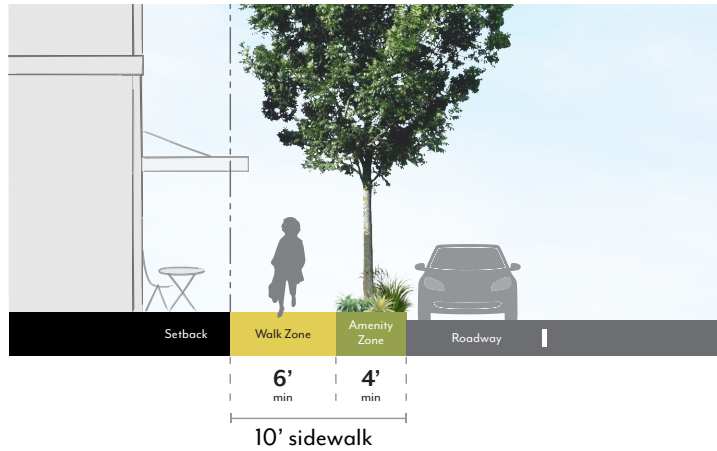 Setback
Walk Zone
Amenity
Zone
Roadway
6’
min
4’
min
10’ sidewalk